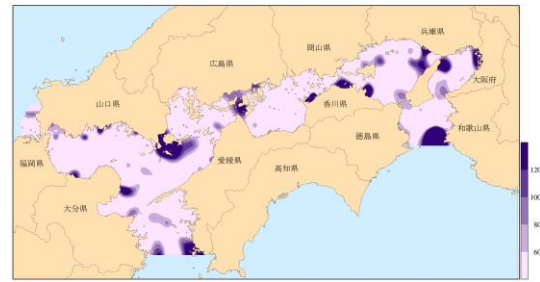 兵庫県
岡山県
広島県
大阪府
山口県
香川県
和歌山県
徳島県
福岡県
愛媛県
高知県
大分県
120
100
80
60